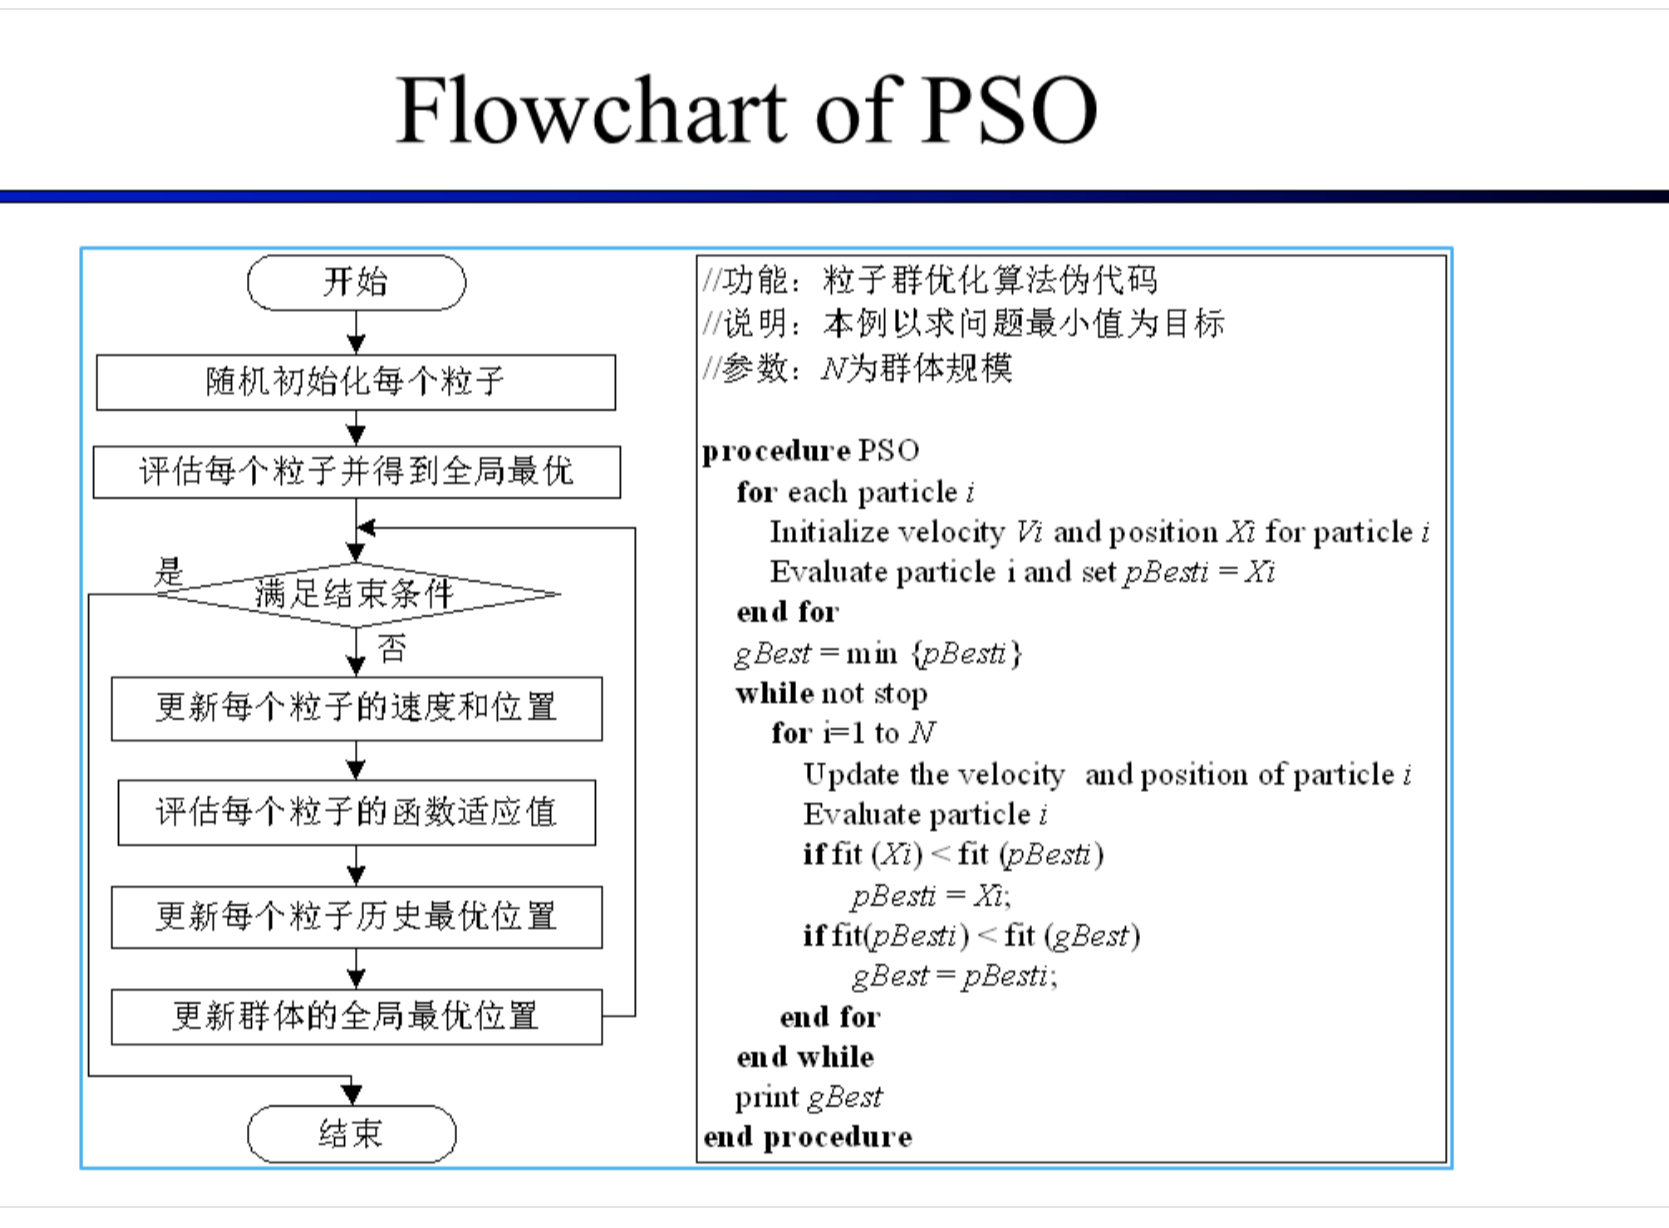 Flowchart of PSO
开始
随机初始化每个粒子
评估每个粒子并得到全局最优
是
满足结束条件
否
更新每个粒子的速度和位置
评估每个粒子的函数适应值
更新每个粒子历史最优位置
更新群体的全局最优位置
结束
//功能：粒子群优化算法伪代码
//说明：本例以求问题最小值为目标
//参数：N为群体规模
procedure PSO
for each particle i
Initialize velocity Vi and position Xi for particle i
Evaluate particle i and set pBesti = Xi
end for
gBest = min {pBesti}
while not stop
for i=1 to N
Update the velocity and position of particle i
Evaluate particle i
if fit (Xi) < fit (pBesti)
pBesti = Xi;
if fit(pBesti) < fit (gBest)
gBest = pBesti;
end for
end while
print gBest
end procedure